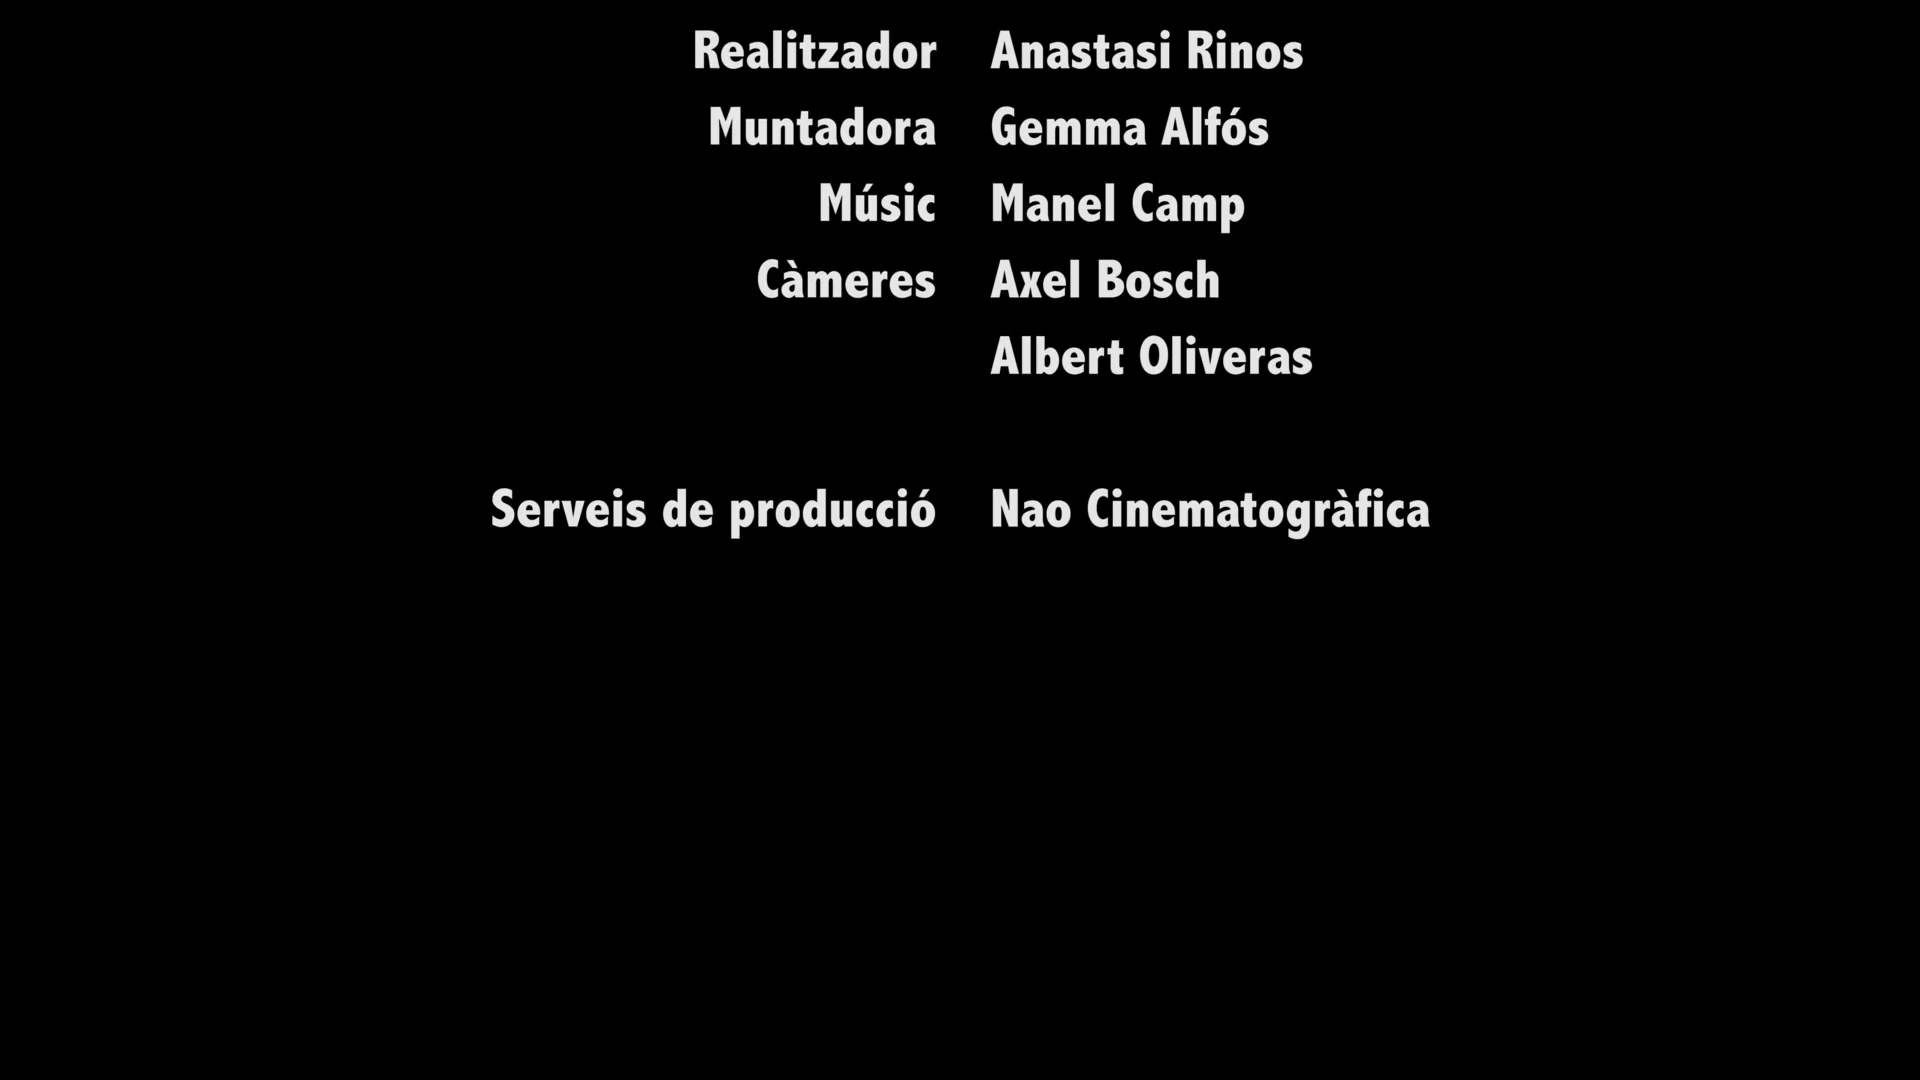 Realitzador Anastasi Rinos
Muntadora Gemma Alfós
Músic Manel Camp
Càmeres Axel Bosch
Albert Oliveras
Serveis de producció Nao Cinematogràfica